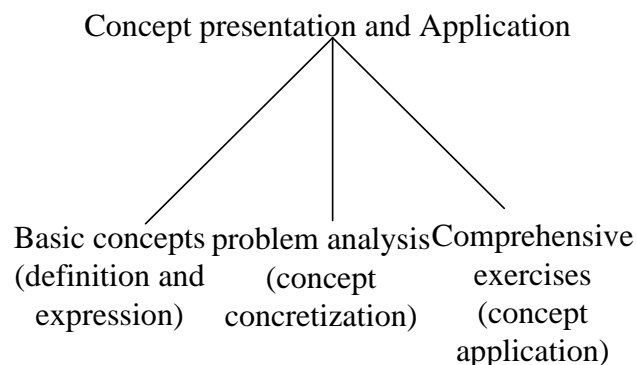 Concept presentation and Application
Basic concepts
(definition and
expression)
problem analysis
(concept
concretization)
Comprehensive
exercises
(concept
application)